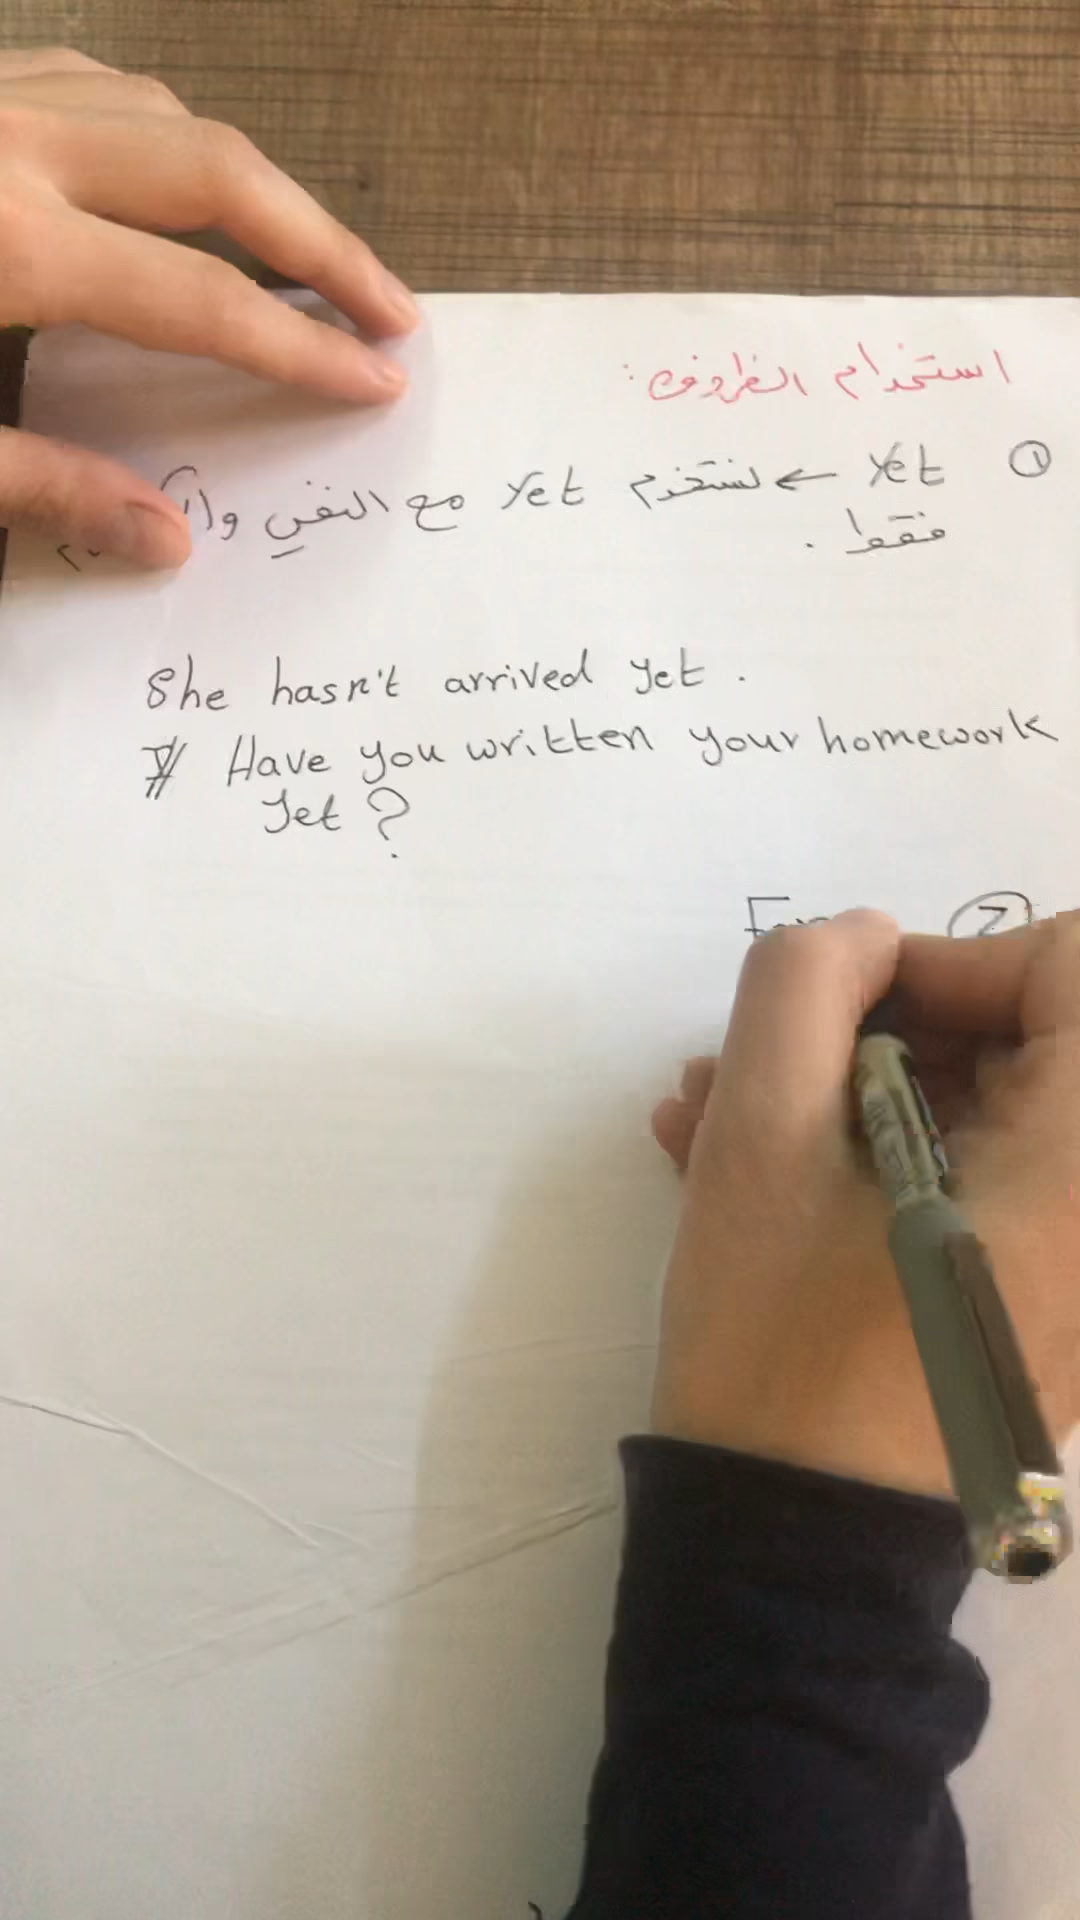 استخدام الظروف:
① Yet ← نستخدم Yet مع النفي
فقط .
She hasn't arrived yet .
Have you written your homework
yet ?
②